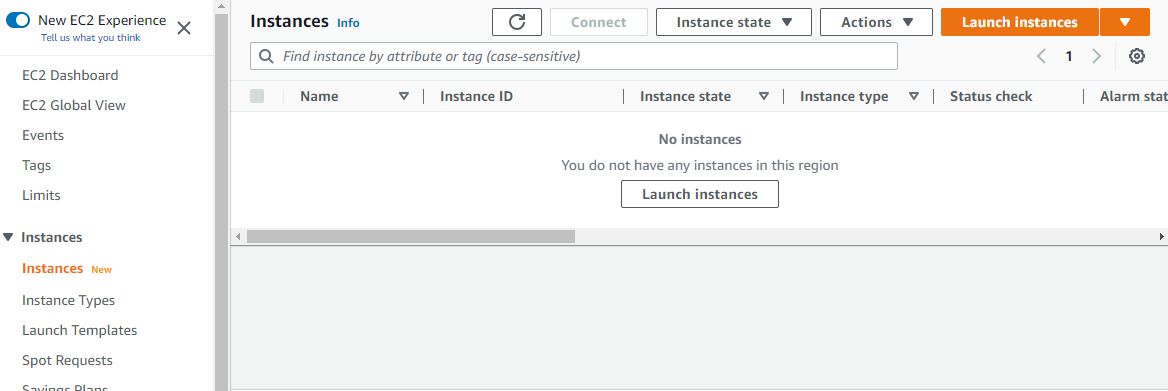 New EC2 Experience
Tell us what you think
EC2 Dashboard
EC2 Global View
Events
Tags
Limits
Instances
Instances New
Instance Types
Launch Templates
Spot Requests
Savings Plans
Instances Info
Connect
Instance state
Actions
Launch instances
Find instance by attribute or tag (case-sensitive)
1
Name Instance ID Instance state Instance type Status check Alarm stat
No instances
You do not have any instances in this region
Launch instances